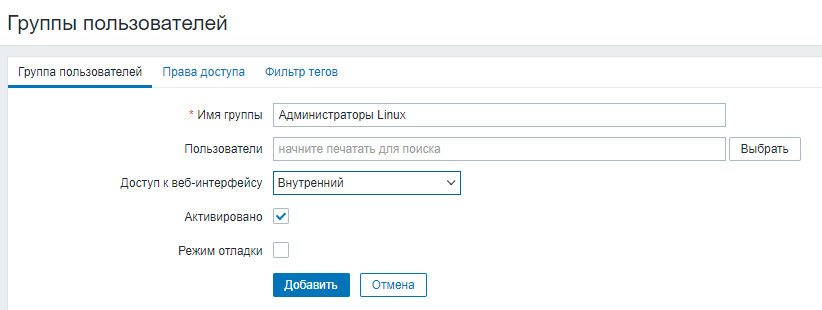 Группы пользователей
Группа пользователей Права доступа Фильтр тегов
* Имя группы Администраторы Linux
Пользователи начните печатать для поиска Выбрать
Доступ к веб-интерфейсу Внутренний
Активировано
Режим отладки
Добавить Отмена